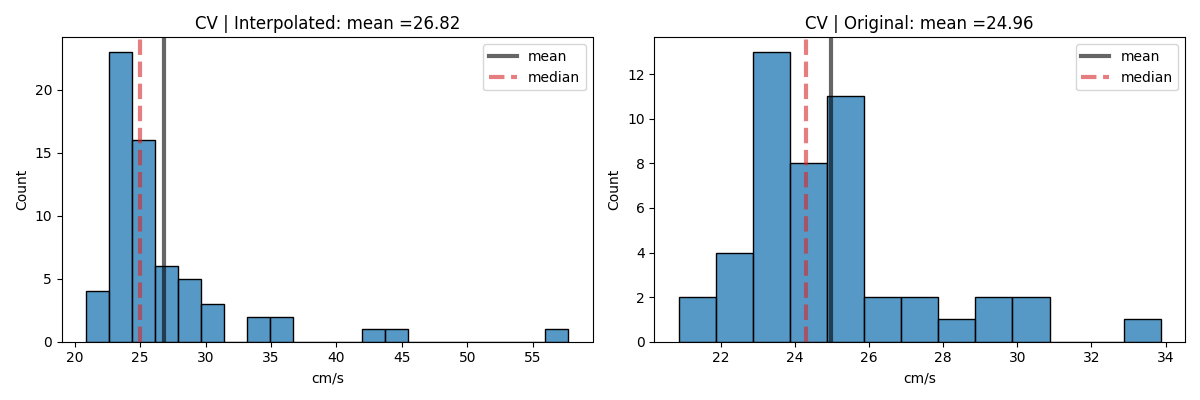 CV | Interpolated: mean =26.82
mean
median
Count
20
15
10
5
0
20 25 30 35 40 45 50 55
cm/s
CV | Original: mean =24.96
mean
median
Count
12
10
8
6
4
2
0
22 24 26 28 30 32 34
cm/s